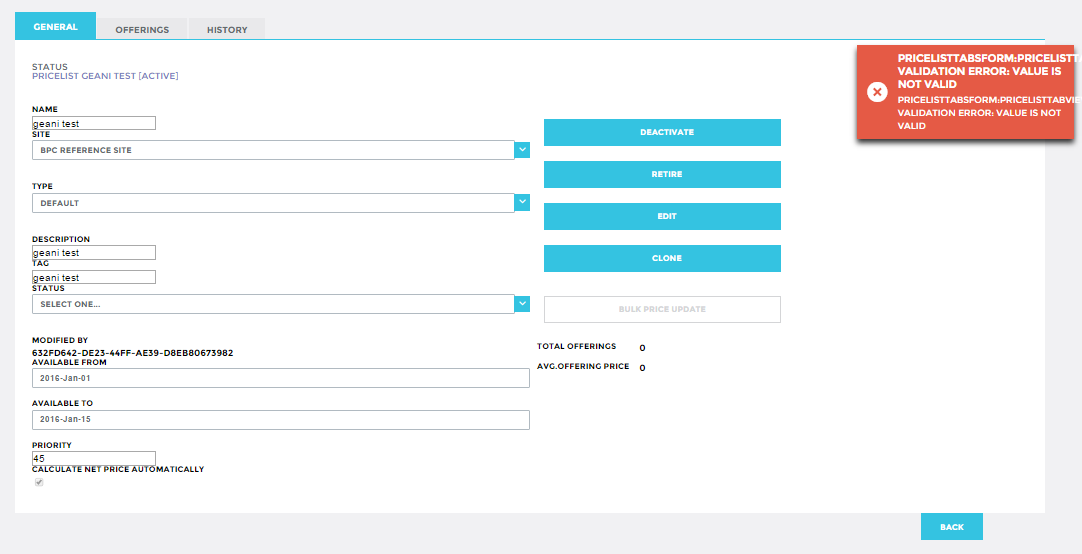 GENERAL
OFFERINGS
HISTORY
STATUS
PRICELIST GEANI TEST [ACTIVE]
NAME
geani test
SITE
BPC REFERENCE SITE
TYPE
DEFAULT
DESCRIPTION
geani test
TAG
geani test
STATUS
SELECT ONE...
MODIFIED BY
632FD642-DE23-44FF-AE39-D8EB80673982
AVAILABLE FROM
2016-Jan-01
AVAILABLE TO
2016-Jan-15
PRIORITY
45
CALCULATE NET PRICE AUTOMATICALLY
DEACTIVATE
RETIRE
EDIT
CLONE
BULK PRICE UPDATE
TOTAL OFFERINGS 0
AVG.OFFERING PRICE 0
PRICELISTTABSFORM:PRICELISTTA
VALIDATION ERROR: VALUE IS
NOT VALID
PRICELISTTABSFORM:PRICELISTTABVIE
VALIDATION ERROR: VALUE IS NOT
VALID
BACK